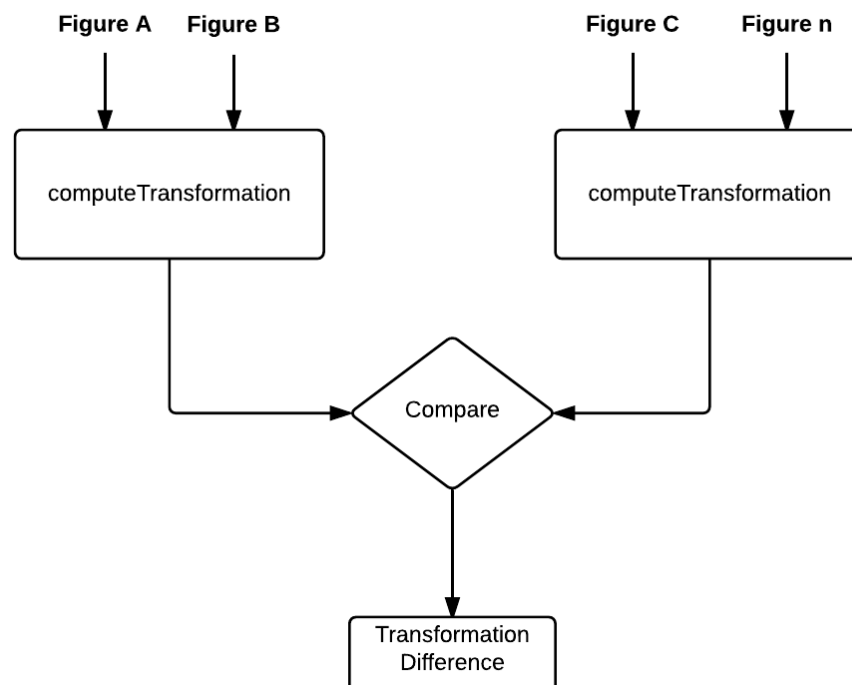 Figure A Figure B Figure C Figure n
computeTransformation computeTransformation
Compare
Transformation
Difference